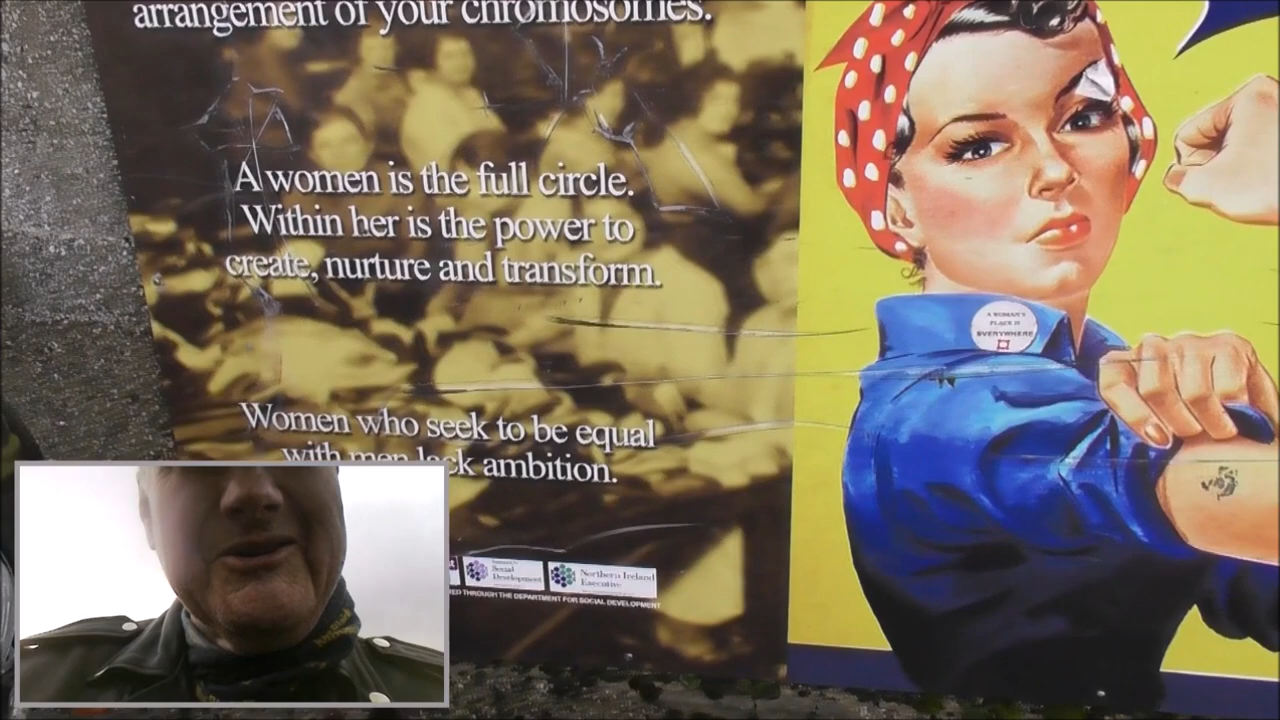 arrangement of your chromosomes.
A women is the full circle.
Within her is the power to
create, nurture and transform.
Women who seek to be equal
with men lack ambition.
A WOMAN'S
PLACE IS
EVERYWHERE
Social
Development
Northern Ireland
Executive
THROUGH THE DEPARTMENT FOR SOCIAL DEVELOPMENT